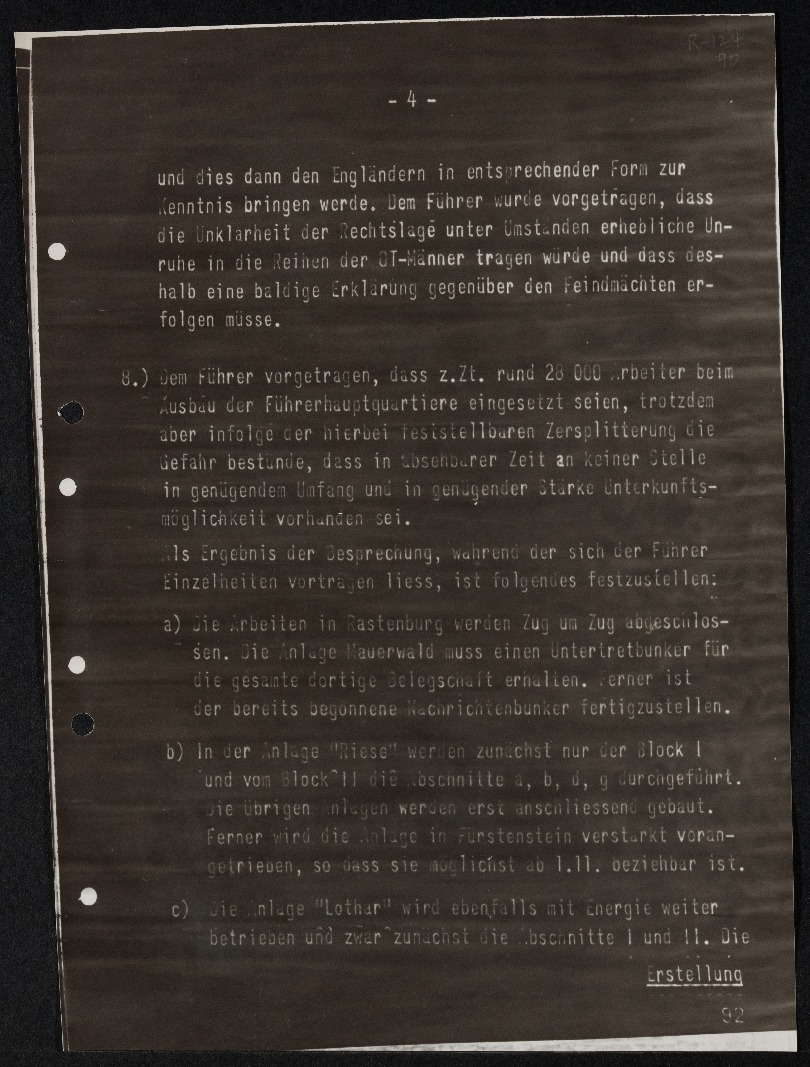 R-124
90
- 4 -
und dies dann den Engländern in entsprechender Form zur
Kenntnis bringen werde. Dem Führer wurde vorgetragen, dass
die Unklarheit der Rechtslage unter Umständen erhebliche Un-
ruhe in die Reihen der OT-Männer tragen würde und dass des-
halb eine baldige Erklärung gegenüber den Feindmächten er-
folgen müsse.
8.) Dem Führer vorgetragen, dass z.Zt. rund 28 000 Arbeiter beim
Ausbau der Führerhauptquartiere eingesetzt seien, trotzdem
aber infolge der hierbei feststellbaren Zersplitterung die
Gefahr bestünde, dass in absehbarer Zeit an keiner Stelle
in genügendem Umfang und in genügender Stärke Unterkunfts-
möglichkeit vorhanden sei.
Als Ergebnis der Besprechung, während der sich der Führer
Einzelheiten vortragen liess, ist folgendes festzustellen:
a) Die Arbeiten in Rastenburg werden Zug um Zug abgeschlos-
sen. Die Anlage Mauerwald muss einen Untertretbunker für
die gesamte dortige Belegschaft erhalten. Ferner ist
der bereits begonnene Nachrichtenbunker fertigzustellen.
b) In der Anlage "Riese" werden zunächst nur der Block I
und vom Block II die Abschnitte a, b, d, g durchgeführt.
Die übrigen Anlagen werden erst anschliessend gebaut.
Ferner wird die Anlage in Fürstenstein verstärkt voran-
getrieben, so dass sie möglichst ab 1.11. beziehbar ist.
c) Die Anlage "Lothar" wird ebenfalls mit Energie weiter
betrieben und zwar zunächst die Abschnitte I und II. Die
Erstellung
92